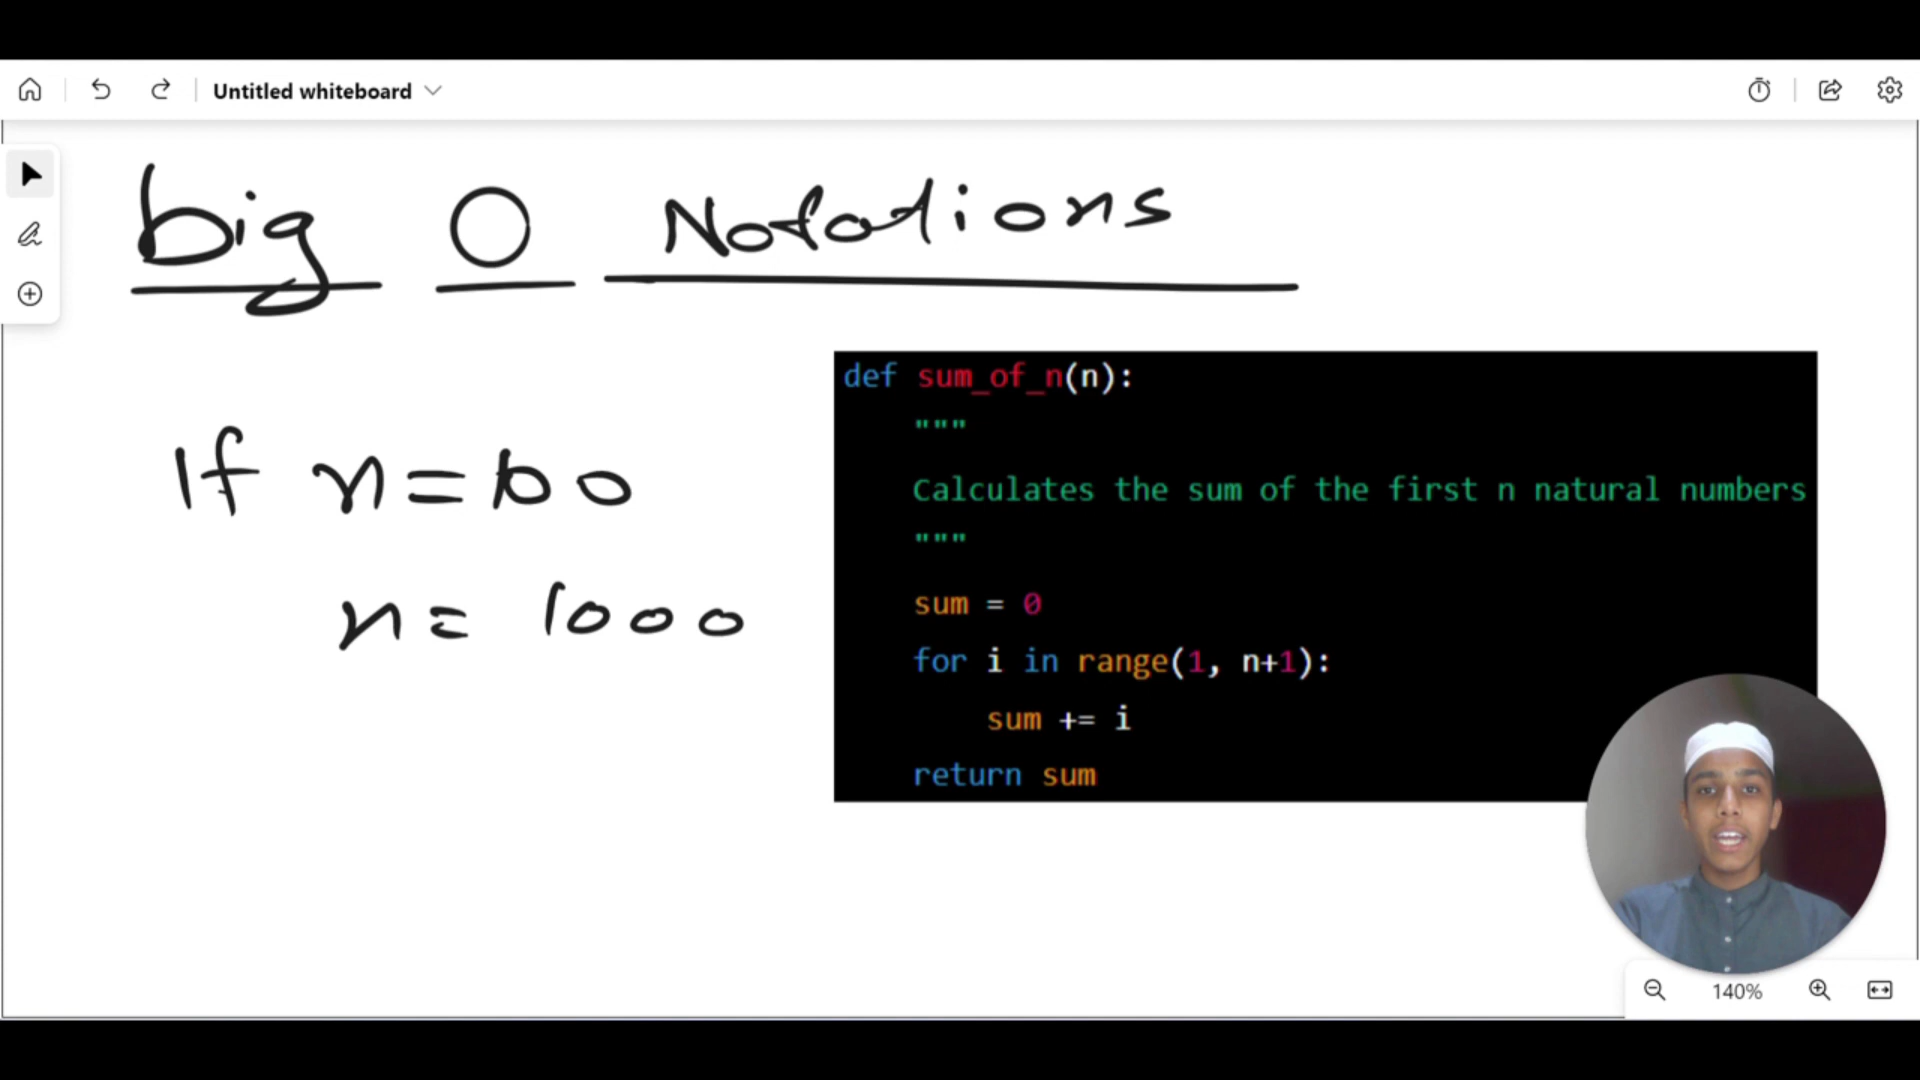 Untitled whiteboard
big O Notations
If n=100
n= 1000
def sum_of_n(n):
"""
Calculates the sum of the first n natural numbers
"""
sum = 0
for i in range(1, n+1):
sum += i
return sum
140%